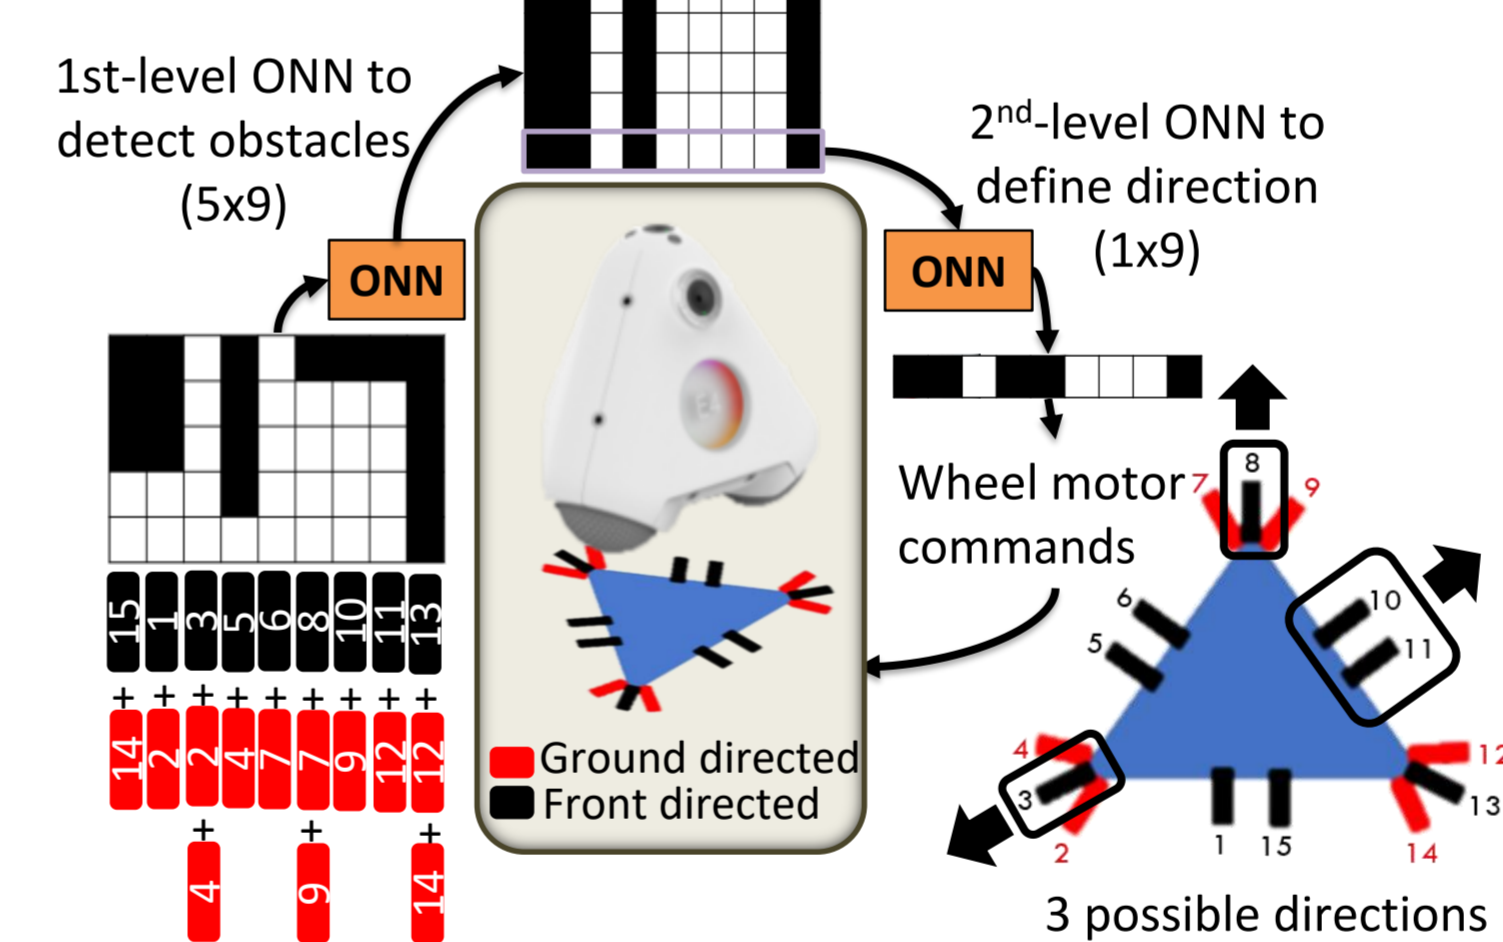 1st-level ONN to
detect obstacles
(5x9)
ONN
2nd-level ONN to
define direction
(1x9)
ONN
Wheel motor
commands
15 1 3 5 6 8 10 11 13
+ + + + + + + + +
14 2 2 4 7 7 9 12 12
+ + +
4 9 14
Ground directed
Front directed
8
7 9
6 10
5 11
4 12
3 13
2 1 15 14
3 possible directions